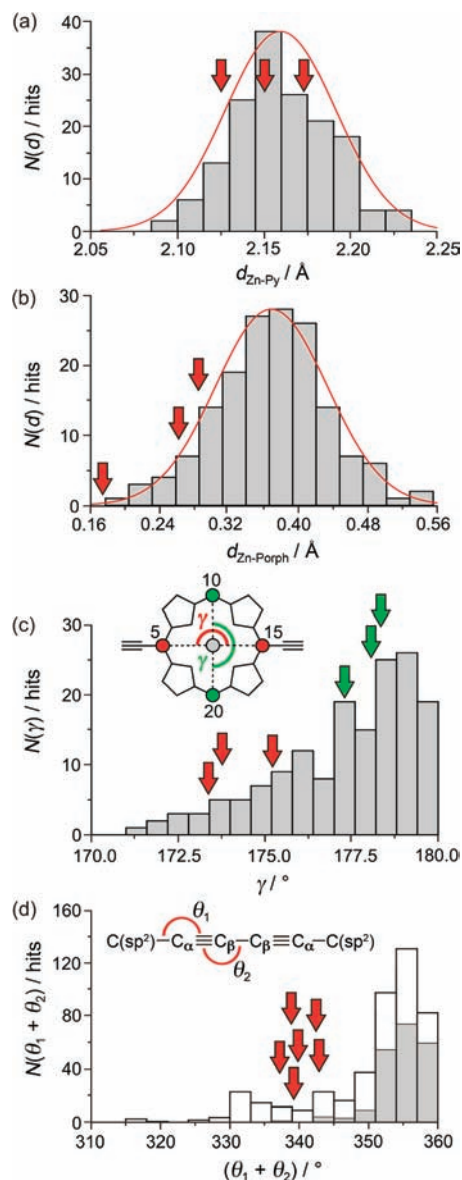 (a)
40
30
20
10
0
N(d) / hits
2.05 2.10 2.15 2.20 2.25
d_Zn-Py / Å
(b)
30
20
10
0
N(d) / hits
0.16 0.24 0.32 0.40 0.48 0.56
d_Zn-Porph / Å
(c)
30
20
10
0
N(γ) / hits
10
5 γ 15
γ
20
170.0 172.5 175.0 177.5 180.0
γ / °
(d)
160
120
80
40
0
N(θ₁ + θ₂) / hits
θ₁
C(sp²)—Cα≡Cβ—Cβ≡Cα—C(sp²)
θ₂
310 320 330 340 350 360
(θ₁ + θ₂) / °